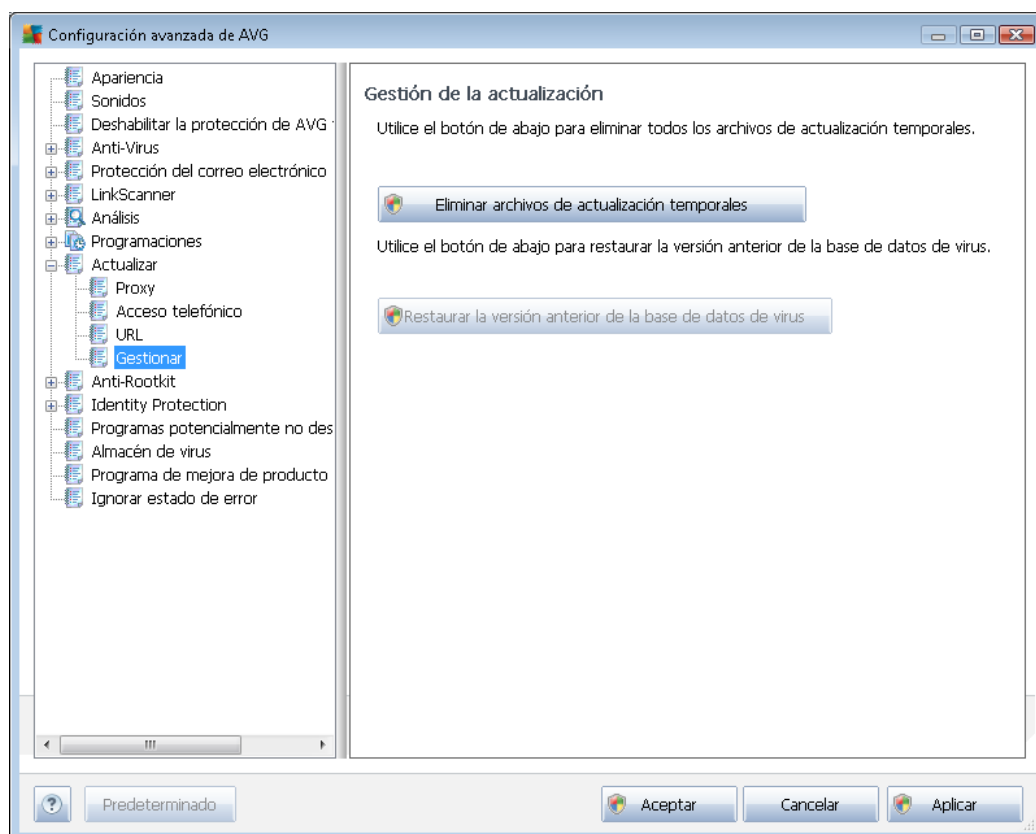 Configuración avanzada de AVG
Apariencia
Sonidos
Deshabilitar la protección de AVG
Anti-Virus
Protección del correo electrónico
LinkScanner
Análisis
Programaciones
Actualizar
Proxy
Acceso telefónico
URL
Gestionar
Anti-Rootkit
Identity Protection
Programas potencialmente no des
Almacén de virus
Programa de mejora de producto
Ignorar estado de error
Gestión de la actualización
Utilice el botón de abajo para eliminar todos los archivos de actualización temporales.
Eliminar archivos de actualización temporales
Utilice el botón de abajo para restaurar la versión anterior de la base de datos de virus.
Restaurar la versión anterior de la base de datos de virus
?
Predeterminado
Aceptar
Cancelar
Aplicar